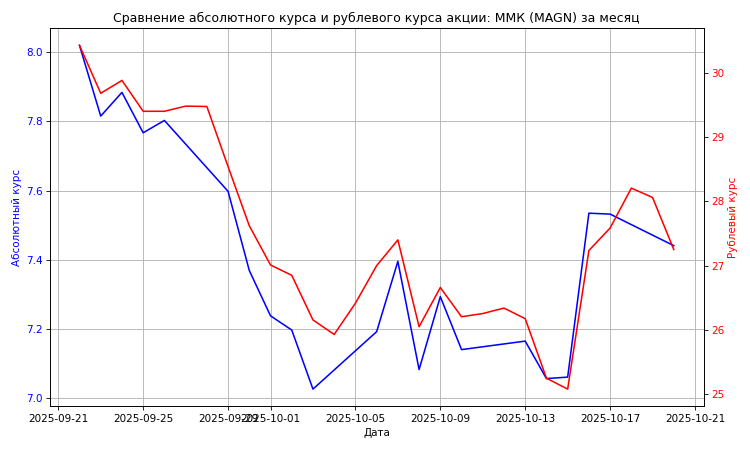 Сравнение абсолютного курса и рублевого курса акции: ММК (MAGN) за месяц
8.0
7.8
7.6
7.4
7.2
7.0
Абсолютный курс
30
29
28
27
26
25
Рублевый курс
2025-09-21 2025-09-25 2025-09-29 2025-10-01 2025-10-05 2025-10-09 2025-10-13 2025-10-17 2025-10-21
Дата